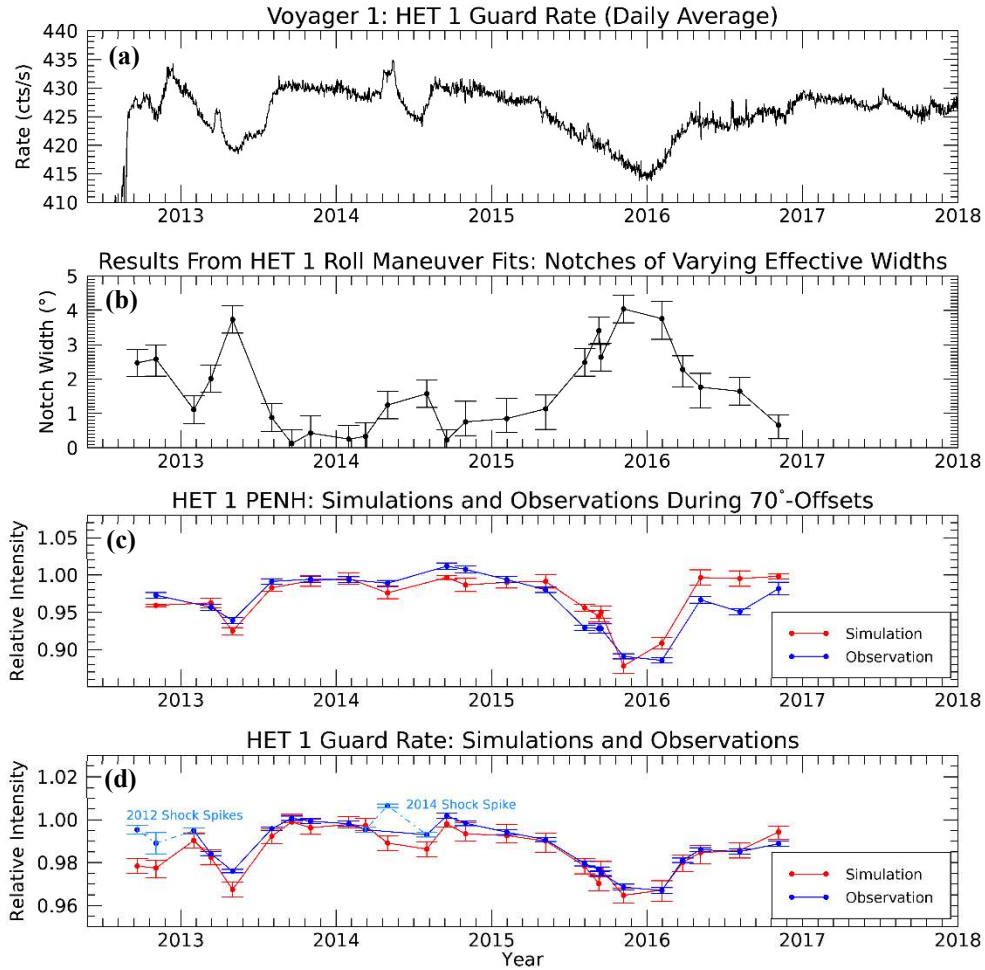 Voyager 1: HET 1 Guard Rate (Daily Average)
(a)
Rate (cts/s)
440
435
430
425
420
415
410
2013 2014 2015 2016 2017 2018
Results From HET 1 Roll Maneuver Fits: Notches of Varying Effective Widths
(b)
Notch Width (°)
5
4
3
2
1
0
2013 2014 2015 2016 2017 2018
HET 1 PENH: Simulations and Observations During 70°-Offsets
(c)
Relative Intensity
1.05
1.00
0.95
0.90
Simulation
Observation
2013 2014 2015 2016 2017 2018
HET 1 Guard Rate: Simulations and Observations
(d)
Relative Intensity
1.02
1.00
0.98
0.96
2012 Shock Spikes
2014 Shock Spike
Simulation
Observation
2013 2014 2015 2016 2017 2018
Year